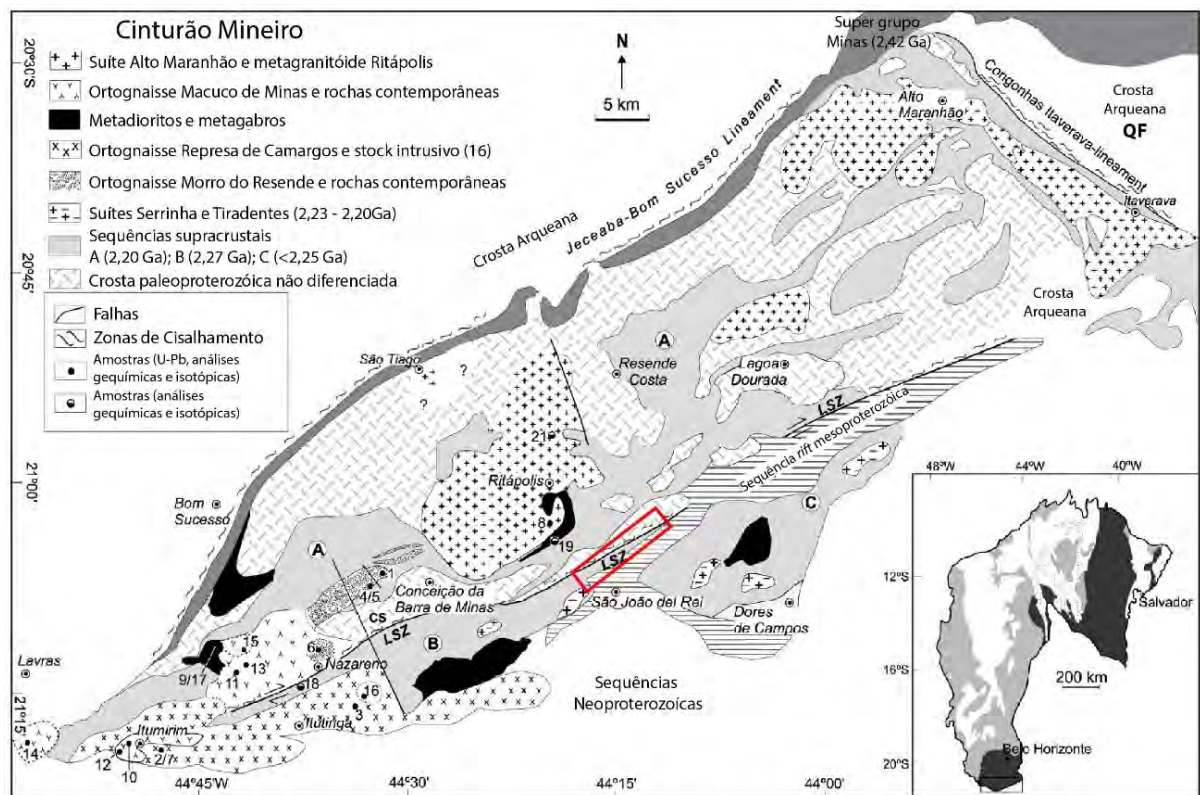 Cinturão Mineiro
Suíte Alto Maranhão e metagranitóide Ritápolis
Ortognaisse Macuco de Minas e rochas contemporâneas
Metadioritos e metagabros
Ortognaisse Represa de Camargos e stock intrusivo (16)
Ortognaisse Morro do Resende e rochas contemporâneas
Suítes Serrinha e Tiradentes (2,23 - 2,20Ga)
Sequências supracrustais
A (2,20 Ga); B (2,27 Ga); C (<2,25 Ga)
Crosta paleoproterozóica não diferenciada
Falhas
Zonas de Cisalhamento
Amostras (U-Pb, análises
gequímicas e isotópicas)
Amostras (análises
gequímicas e isotópicas)
20°30'S
20°45'
21°00'
21°15'
N
5 km
Super grupo
Minas (2,42 Ga)
Congonhas Itaverava-lineament
Crosta
Arqueana
QF
Alto
Maranhão
Itaverava
Jeceaba-Bom Sucesso Lineament
Crosta Arqueana
Crosta
Arqueana
A
Resende
Costa
Lagoa
Dourada
São Tiago
?
?
LSZ
Sequência rift mesoproterozóica
21
Ritápolis
Bom
Sucesso
8
19
C
A
LSZ
1
4/5
Conceição da
Barra de Minas
São João del Rei
Dores
de Campos
CS
LSZ
B
15
6
Nazareno
Lavras
9/17
11
13
18
16
3
Sequências
Neoproterozoícas
Itutinga
Itumirim
14
12
10
2/7
44°45'W
44°30'
44°15'
44°00'
48°W
44°W
40°W
12°S
16°S
20°S
Salvador
200 km
Belo Horizonte